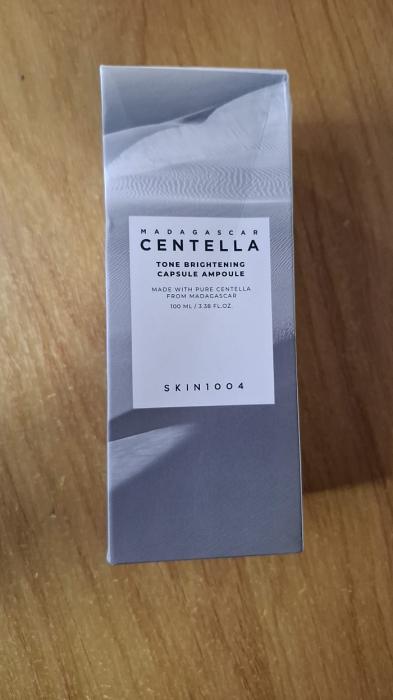 MADAGASCAR
CENTELLA
TONE BRIGHTENING
CAPSULE AMPOULE
MADE WITH PURE CENTELLA
FROM MADAGASCAR
100 ML / 3.38 FL.OZ.
SKIN1004